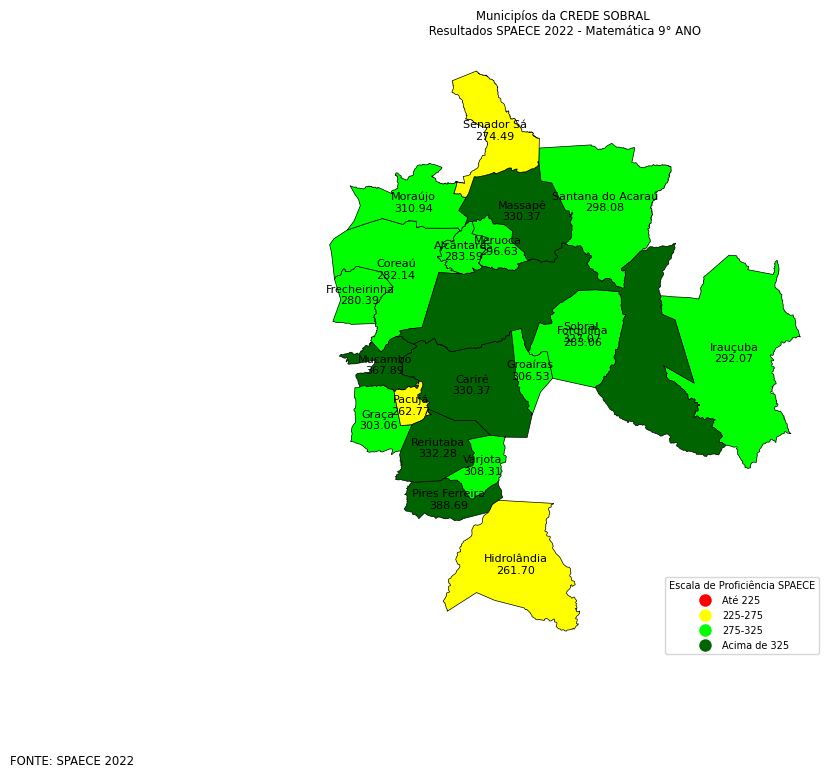 Municipíos da CREDE SOBRAL
Resultados SPAECE 2022 - Matemática 9° ANO
Senador Sá
274.49
Moraújo
310.94
Massapê
330.37
Santana do Acaraú
298.08
Alcântaras
283.59
Meruoca
296.63
Coreaú
282.14
Frecheirinha
280.39
Sobral
Forquilha
Irauçuba
292.07
Mucambo
367.89
Groaíras
306.53
Cariré
330.37
Pacujá
262.77
Graça
303.06
Reriutaba
332.28
Varjota
308.31
Pires Ferreira
388.69
Hidrolândia
261.70
Escala de Proficiência SPAECE
Até 225
225-275
275-325
Acima de 325
FONTE: SPAECE 2022